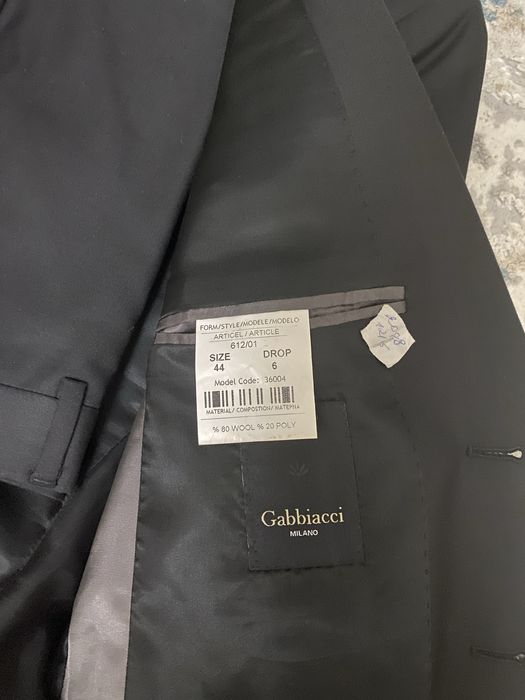 FORM/STYLE/MODELE/MODELO
ARTICEL / ARTICLE
612/01
SIZE DROP
44 6
Model Code: 36004
MATERIAL/ COMPOSTION/ МАТЕРИА
% 80 WOOL % 20 POLY
Gabbiacci
MILANO